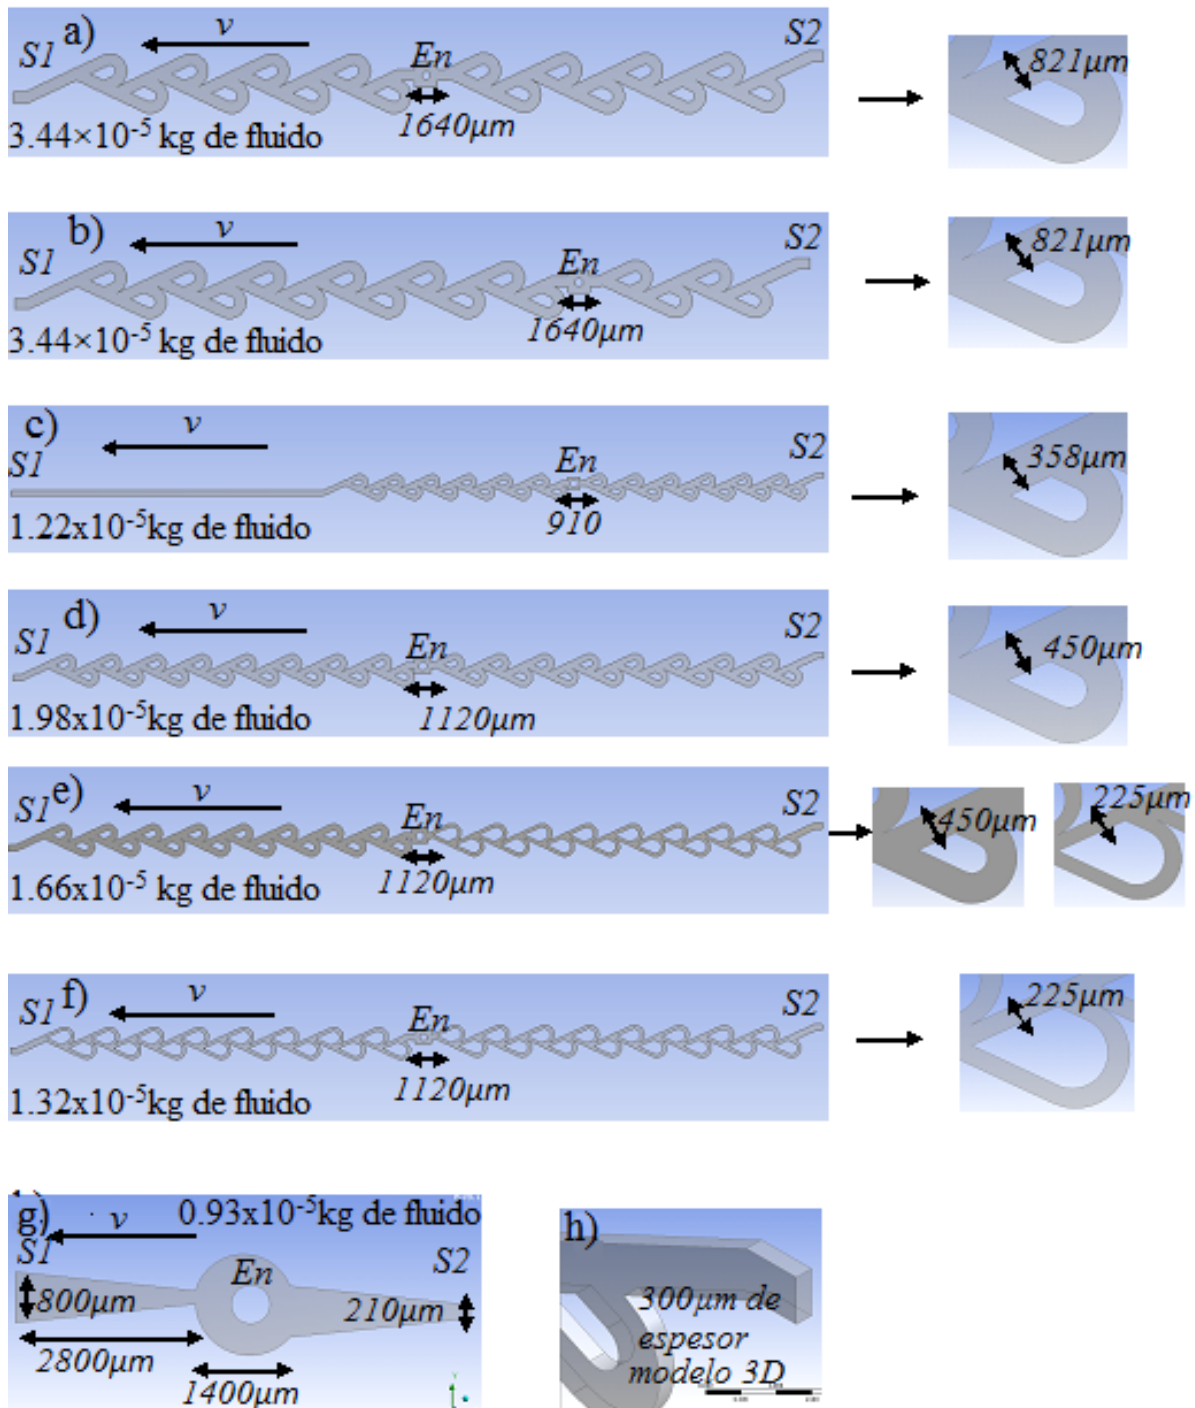 a)
v
S1
En
S2
1640µm
3.44×10⁻⁵ kg de fluido
821µm
b)
v
S1
En
S2
1640µm
3.44×10⁻⁵ kg de fluido
821µm
c)
v
S1
En
S2
910
1.22x10⁻⁵kg de fluido
358µm
d)
v
S1
En
S2
1120µm
1.98x10⁻⁵kg de fluido
450µm
e)
v
S1
En
S2
1120µm
1.66x10⁻⁵ kg de fluido
450µm
225µm
f)
v
S1
En
S2
1120µm
1.32x10⁻⁵kg de fluido
225µm
g)
v
0.93x10⁻⁵kg de fluido
S1
En
S2
800µm
210µm
2800µm
1400µm
h)
300µm de
espesor
modelo 3D